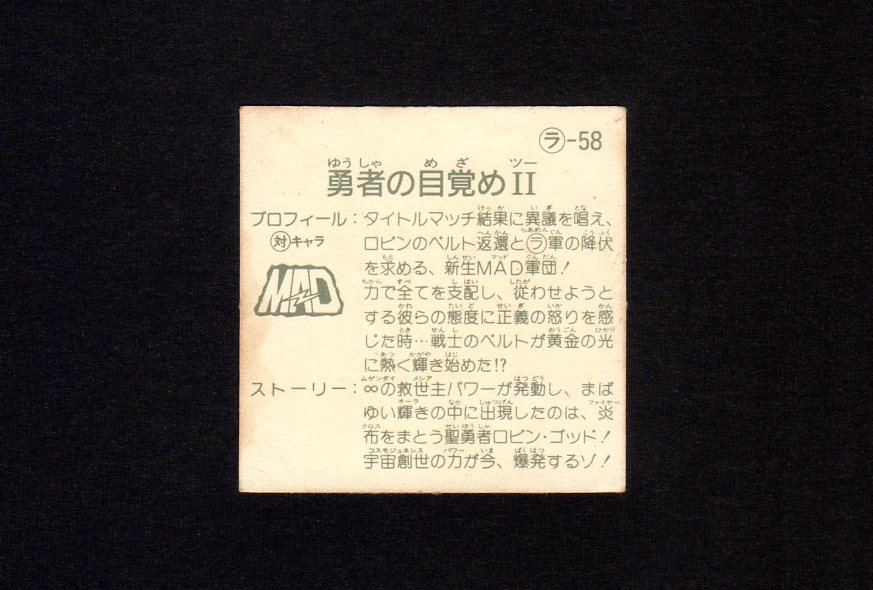 ㋶-58
勇者の目覚めII
プロフィール：タイトルマッチ結果に異議を唱え、
対キャラ ロビンのベルト返還と㋶軍の降伏
を求める、新生MAD軍団！
MAD
力で全てを支配し、従わせようと
する彼らの態度に正義の怒りを感
じた時…戦士のベルトが黄金の光
に熱く輝き始めた!?
ストーリー：∞の救世主パワーが発動し、まば
ゆい輝きの中に出現したのは、炎
布をまとう聖勇者ロビン・ゴッド！
宇宙創世の力が今、爆発するゾ！